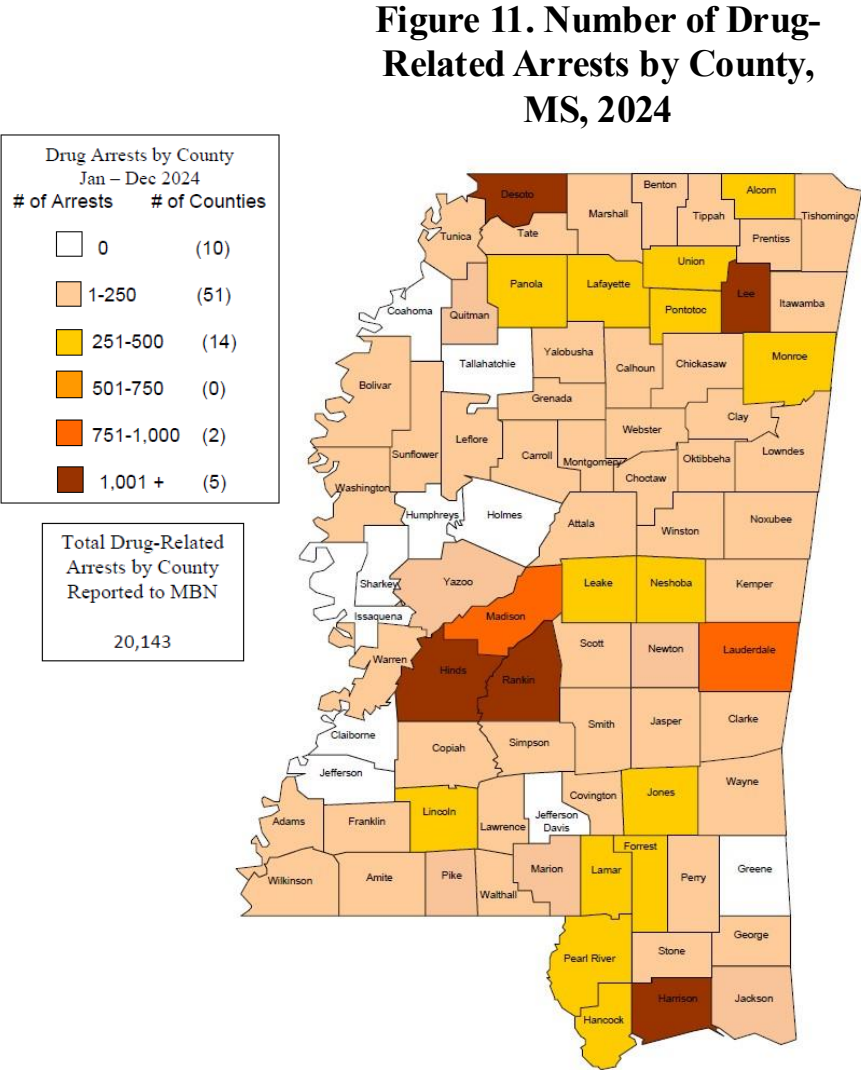 Figure 11. Number of Drug-
Related Arrests by County,
MS, 2024
Drug Arrests by County
Jan – Dec 2024
# of Arrests # of Counties
0 (10)
1-250 (51)
251-500 (14)
501-750 (0)
751-1,000 (2)
1,001 + (5)
Total Drug-Related
Arrests by County
Reported to MBN
20,143
Desoto
Benton
Alcorn
Marshall
Tippah
Tishomingo
Tunica
Tate
Prentiss
Union
Panola
Lafayette
Lee
Itawamba
Coahoma
Quitman
Pontotoc
Tallahatchie
Yalobusha
Calhoun
Chickasaw
Monroe
Bolivar
Grenada
Clay
Webster
Leflore
Sunflower
Carroll
Montgomery
Oktibbeha
Lowndes
Choctaw
Washington
Humphreys
Holmes
Attala
Winston
Noxubee
Sharkey
Yazoo
Leake
Neshoba
Kemper
Issaquena
Madison
Warren
Hinds
Rankin
Scott
Newton
Lauderdale
Claiborne
Copiah
Simpson
Smith
Jasper
Clarke
Jefferson
Adams
Franklin
Lincoln
Lawrence
Jefferson
Davis
Covington
Jones
Wayne
Wilkinson
Amite
Pike
Walthall
Marion
Lamar
Forrest
Perry
Greene
Pearl River
Stone
George
Hancock
Harrison
Jackson